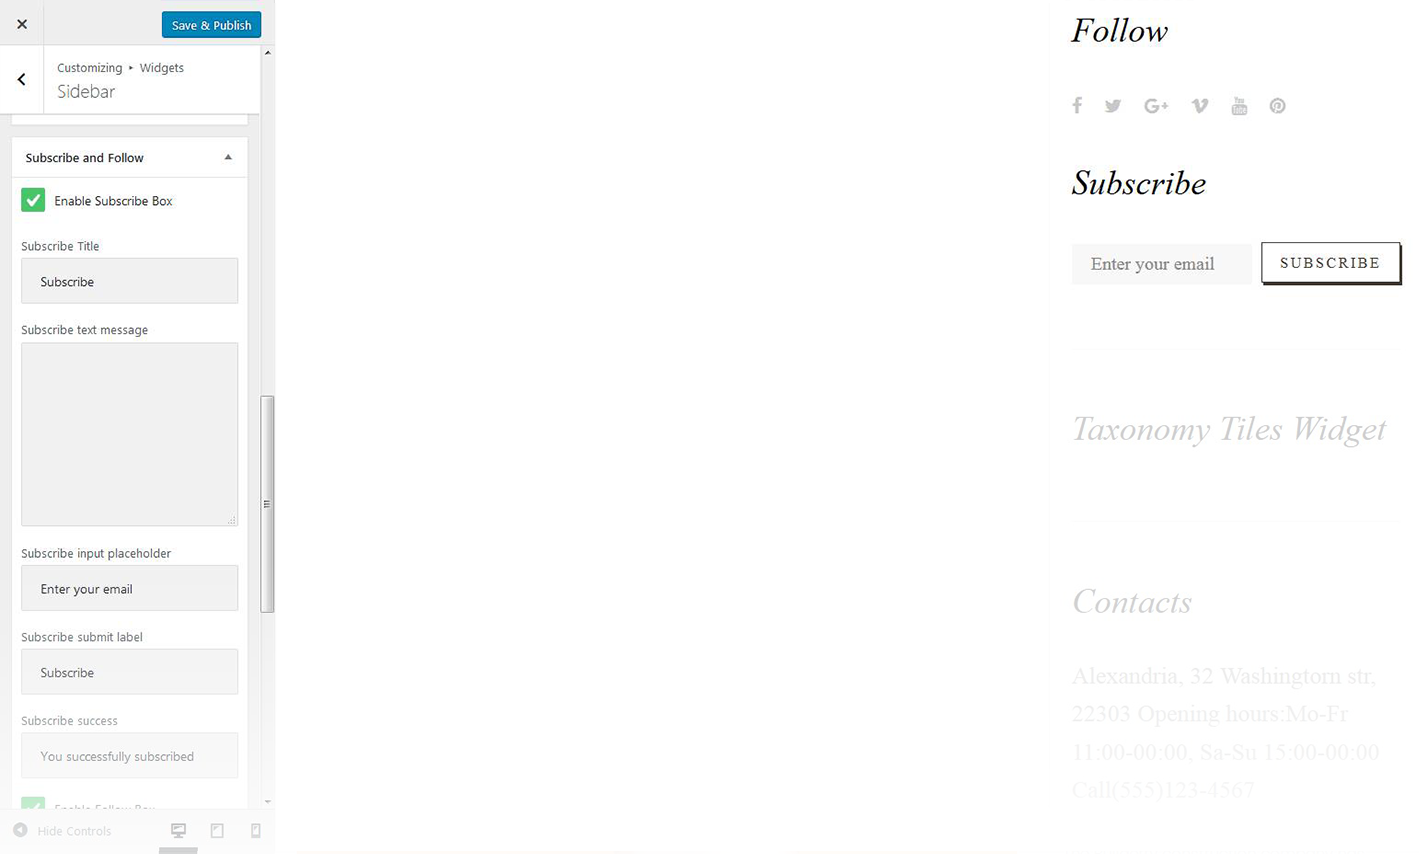 Save & Publish
Customizing ▸ Widgets
Sidebar
Subscribe and Follow
Enable Subscribe Box
Subscribe Title
Subscribe
Subscribe text message
Subscribe input placeholder
Enter your email
Subscribe submit label
Subscribe
Subscribe success
You successfully subscribed
Enable Follow Box
Hide Controls
Follow
Subscribe
Enter your email
SUBSCRIBE
Taxonomy Tiles Widget
Contacts
Alexandria, 32 Washingtorn str,
22303 Opening hours:Mo-Fr
11:00-00:00, Sa-Su 15:00-00:00
Call(555)123-4567